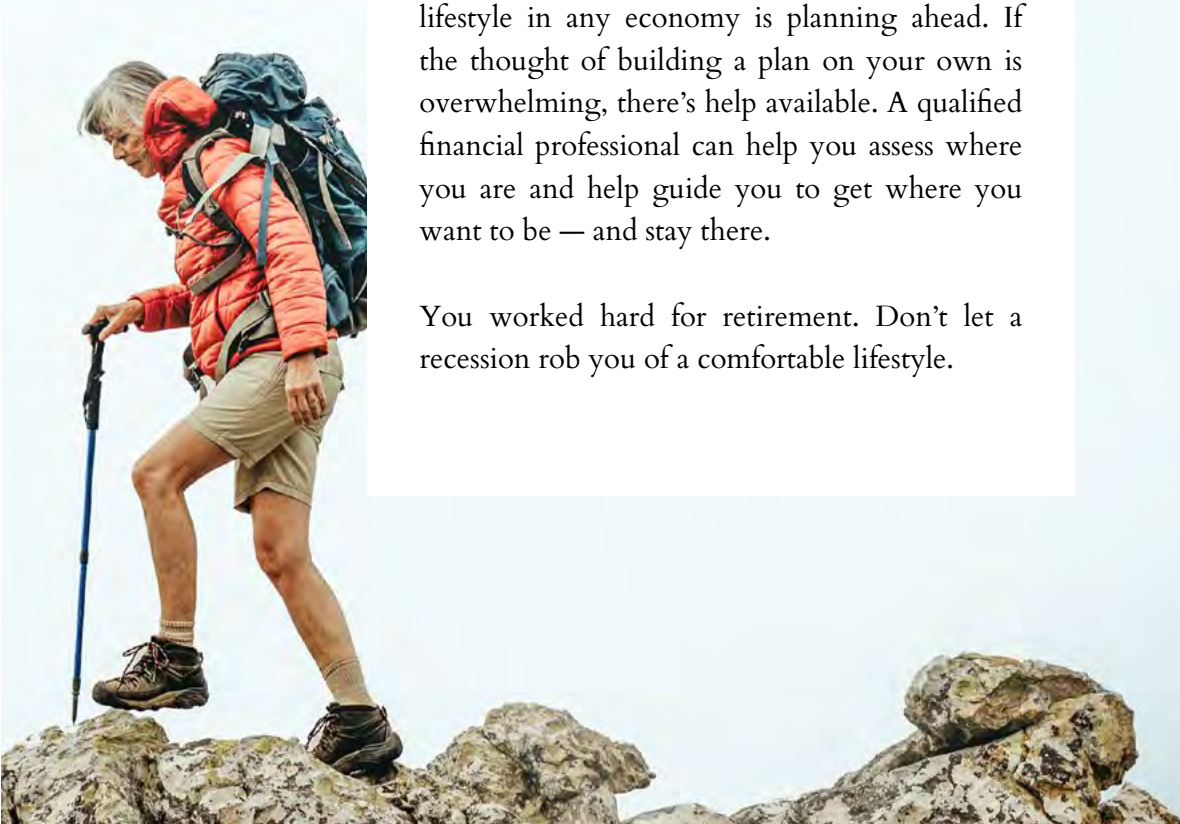 lifestyle in any economy is planning ahead. If
the thought of building a plan on your own is
overwhelming, there’s help available. A qualified
financial professional can help you assess where
you are and help guide you to get where you
want to be — and stay there.
You worked hard for retirement. Don’t let a
recession rob you of a comfortable lifestyle.